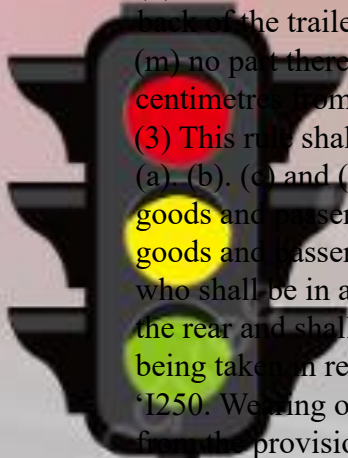 back of the traile
(m) no part there
centimetres from
(3) This rule shal
(a). (b). (c) and (
goods and passen
goods and passen
who shall be in a
the rear and shall
being taken in re
‘I250. Wearing o
from the provisio